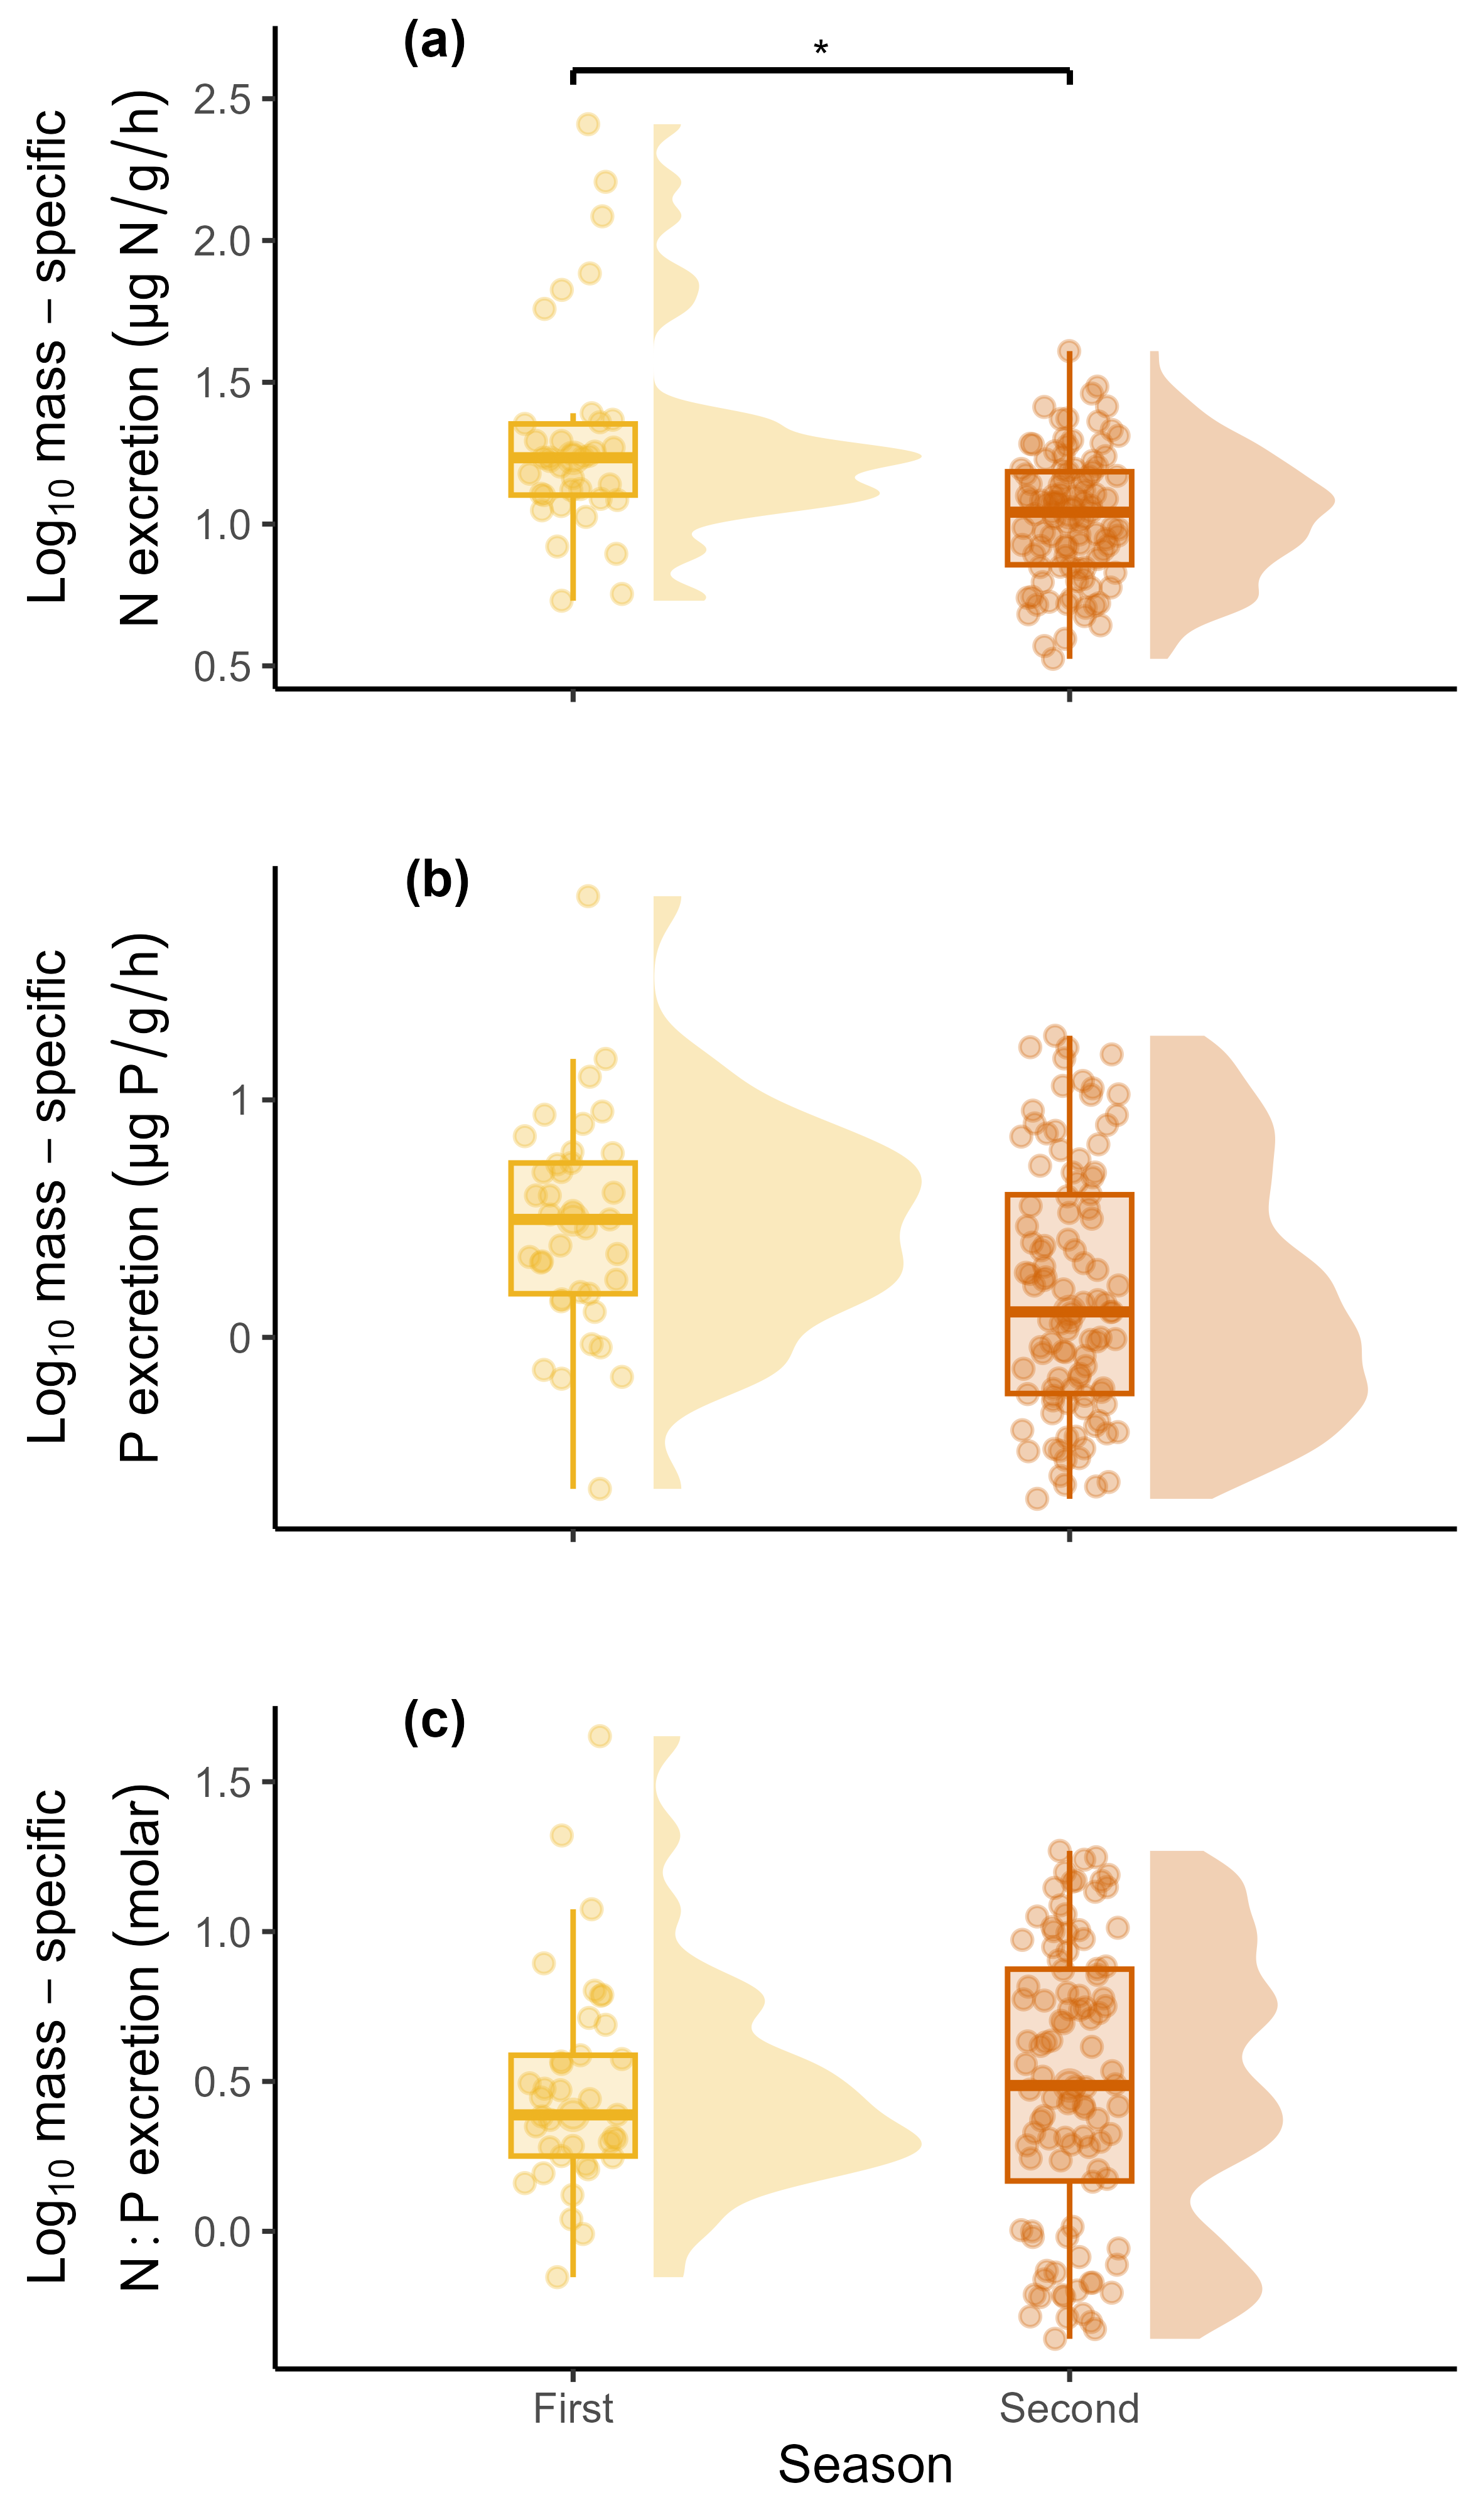 (a)
*
Log10 mass – specific
N excretion (µg N/g/h)
2.5
2.0
1.5
1.0
0.5
(b)
Log10 mass – specific
P excretion (µg P/g/h)
1
0
(c)
Log10 mass – specific
N:P excretion (molar)
1.5
1.0
0.5
0.0
First Second
Season